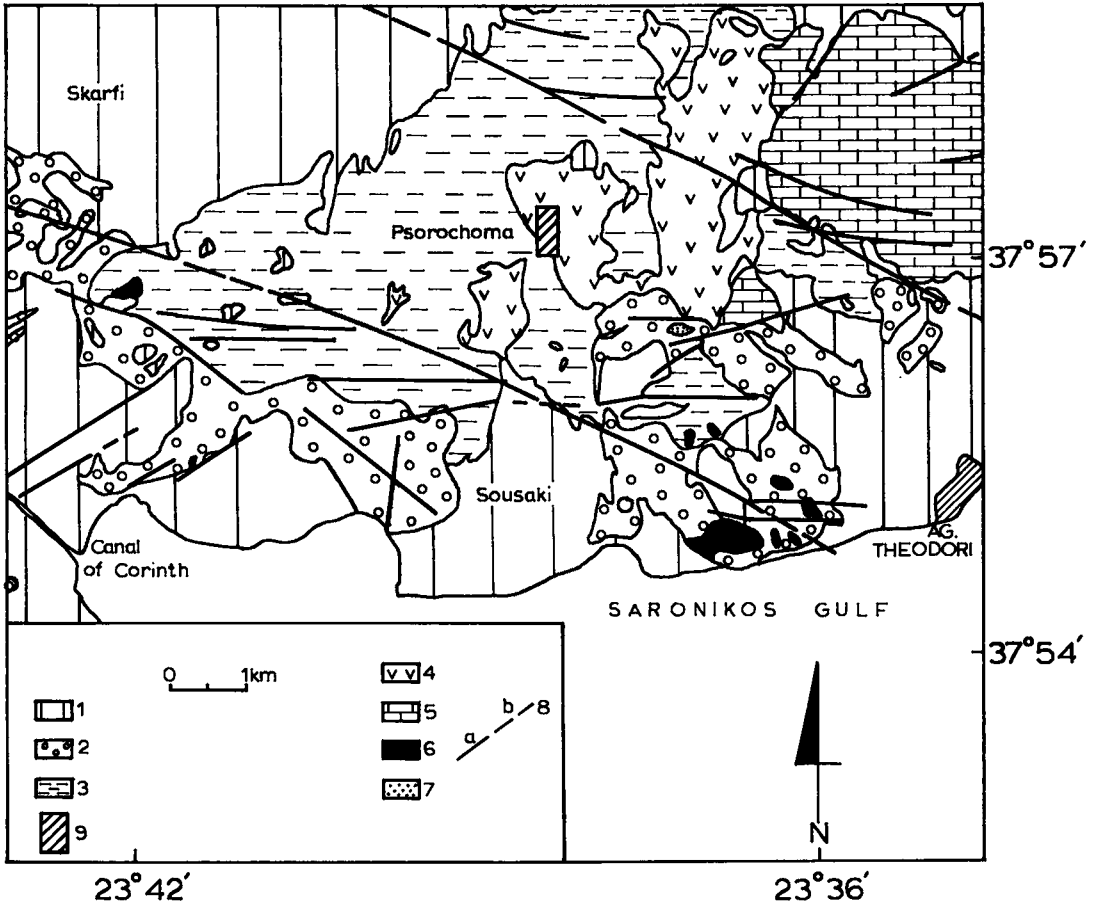 Skarfi
Psorochoma
37°57′
Sousaki
Canal
of Corinth
AG.
THEODORI
SARONIKOS GULF
37°54′
0 1km
1
2
3
9
4
5
6
7
a b 8
N
23°42′ 23°36′